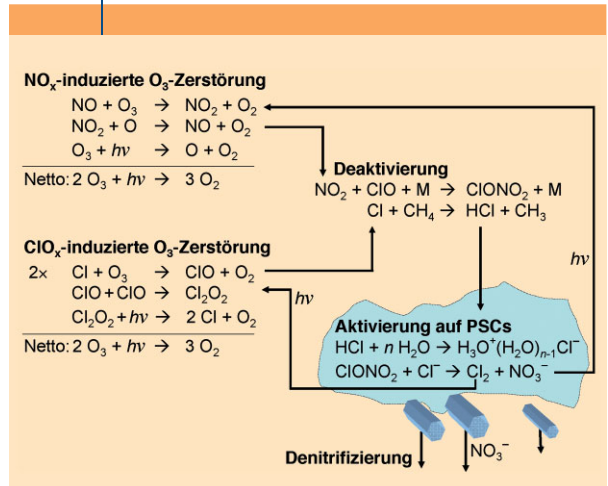 NOₓ-induzierte O₃-Zerstörung
NO + O₃ → NO₂ + O₂
NO₂ + O → NO + O₂
O₃ + hν → O + O₂
Netto: 2 O₃ + hν → 3 O₂
Deaktivierung
NO₂ + ClO + M → ClONO₂ + M
Cl + CH₄ → HCl + CH₃
ClOₓ-induzierte O₃-Zerstörung
2× Cl + O₃ → ClO + O₂
ClO + ClO → Cl₂O₂
Cl₂O₂ + hν → 2 Cl + O₂
Netto: 2 O₃ + hν → 3 O₂
hν
hν
Aktivierung auf PSCs
HCl + n H₂O → H₃O⁺(H₂O)ₙ₋₁Cl⁻
ClONO₂ + Cl⁻ → Cl₂ + NO₃⁻
Denitrifizierung
NO₃⁻